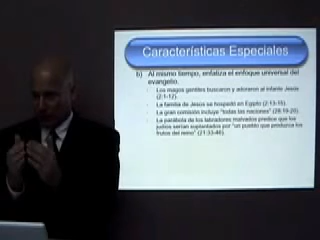 Características Especiales
b) Al mismo tiempo, enfatiza el enfoque universal del
evangelio.
- Los magos gentiles buscaron y adoraron al infante Jesús
(2:1-12).
- La familia de Jesús se hospedó en Egipto (2:13-15).
- La gran comisión incluye "todas las naciones" (28:19-20).
- La parábola de los labradores malvados predice que los
judíos serían suplantados por "un pueblo que produzca los
frutos del reino" (21:33-46).